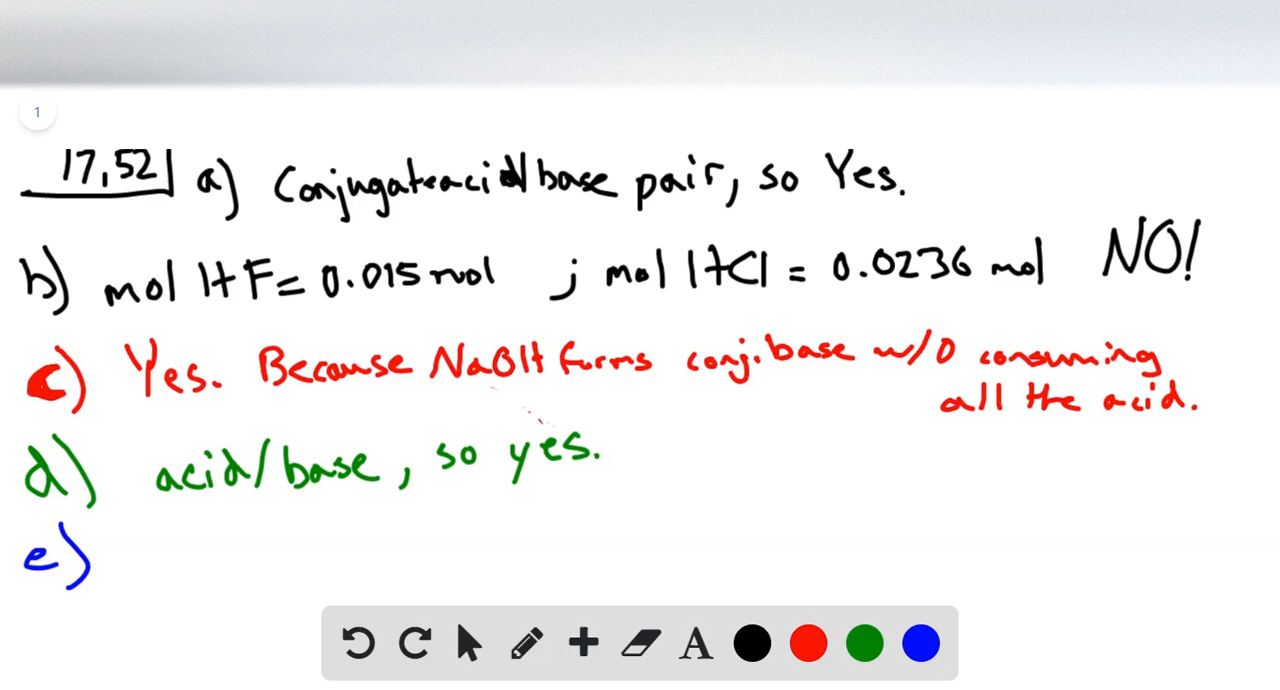 1
17,52 a) Conjugate acid base pair, so Yes.
b) mol HF = 0.015 mol ; mol HCl = 0.0236 mol NO!
c) Yes. Because NaOH forms conj. base w/o consuming
all the acid.
d) acid/base, so yes.
e)
A